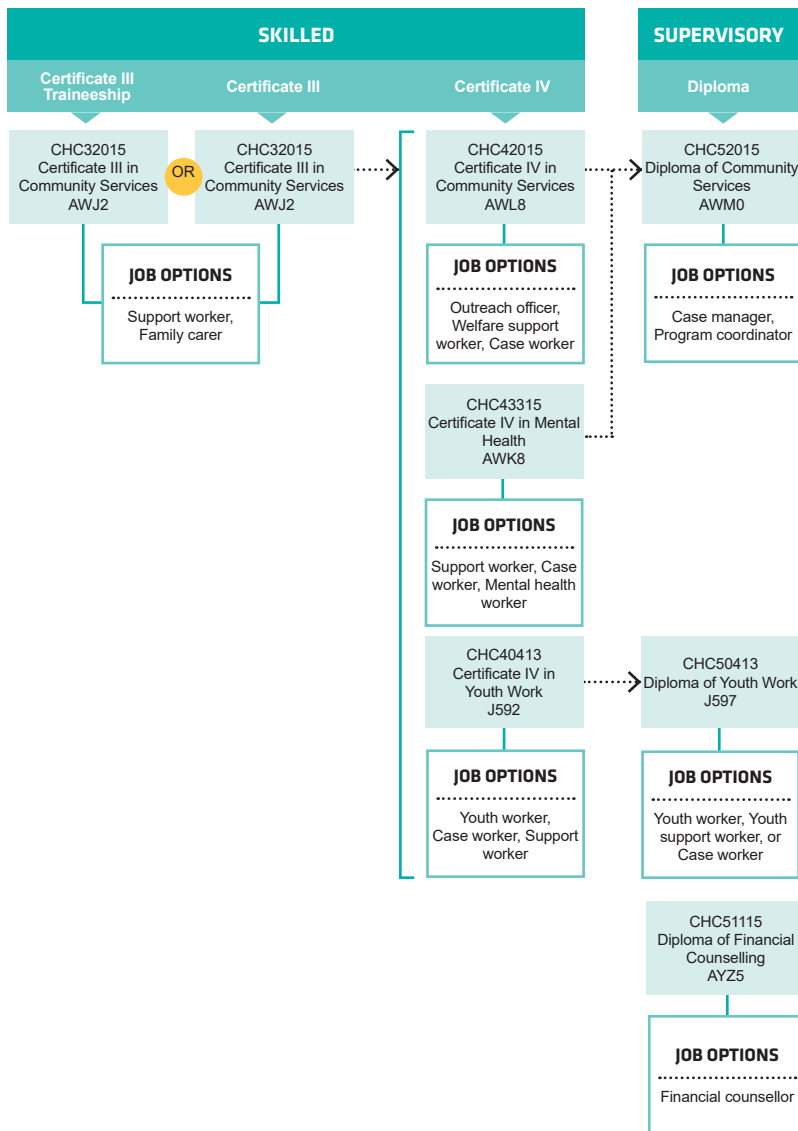 SKILLED
SUPERVISORY
Certificate III
Traineeship
Certificate III
Certificate IV
Diploma
CHC32015
Certificate III in
Community Services
AWJ2
OR
CHC32015
Certificate III in
Community Services
AWJ2
CHC42015
Certificate IV in
Community Services
AWL8
CHC52015
Diploma of Community
Services
AWM0
JOB OPTIONS
Support worker,
Family carer
JOB OPTIONS
Outreach officer,
Welfare support
worker, Case worker
JOB OPTIONS
Case manager,
Program coordinator
CHC43315
Certificate IV in Mental
Health
AWK8
JOB OPTIONS
Support worker, Case
worker, Mental health
worker
CHC40413
Certificate IV in
Youth Work
J592
CHC50413
Diploma of Youth Work
J597
JOB OPTIONS
Youth worker,
Case worker, Support
worker
JOB OPTIONS
Youth worker, Youth
support worker, or
Case worker
CHC51115
Diploma of Financial
Counselling
AYZ5
JOB OPTIONS
Financial counsellor